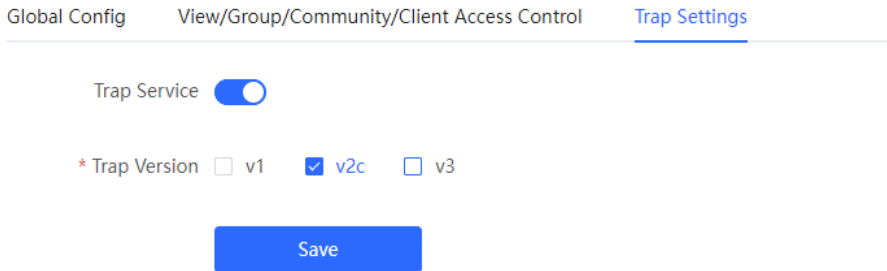 Global Config View/Group/Community/Client Access Control Trap Settings
Trap Service
* Trap Version v1 v2c v3
Save